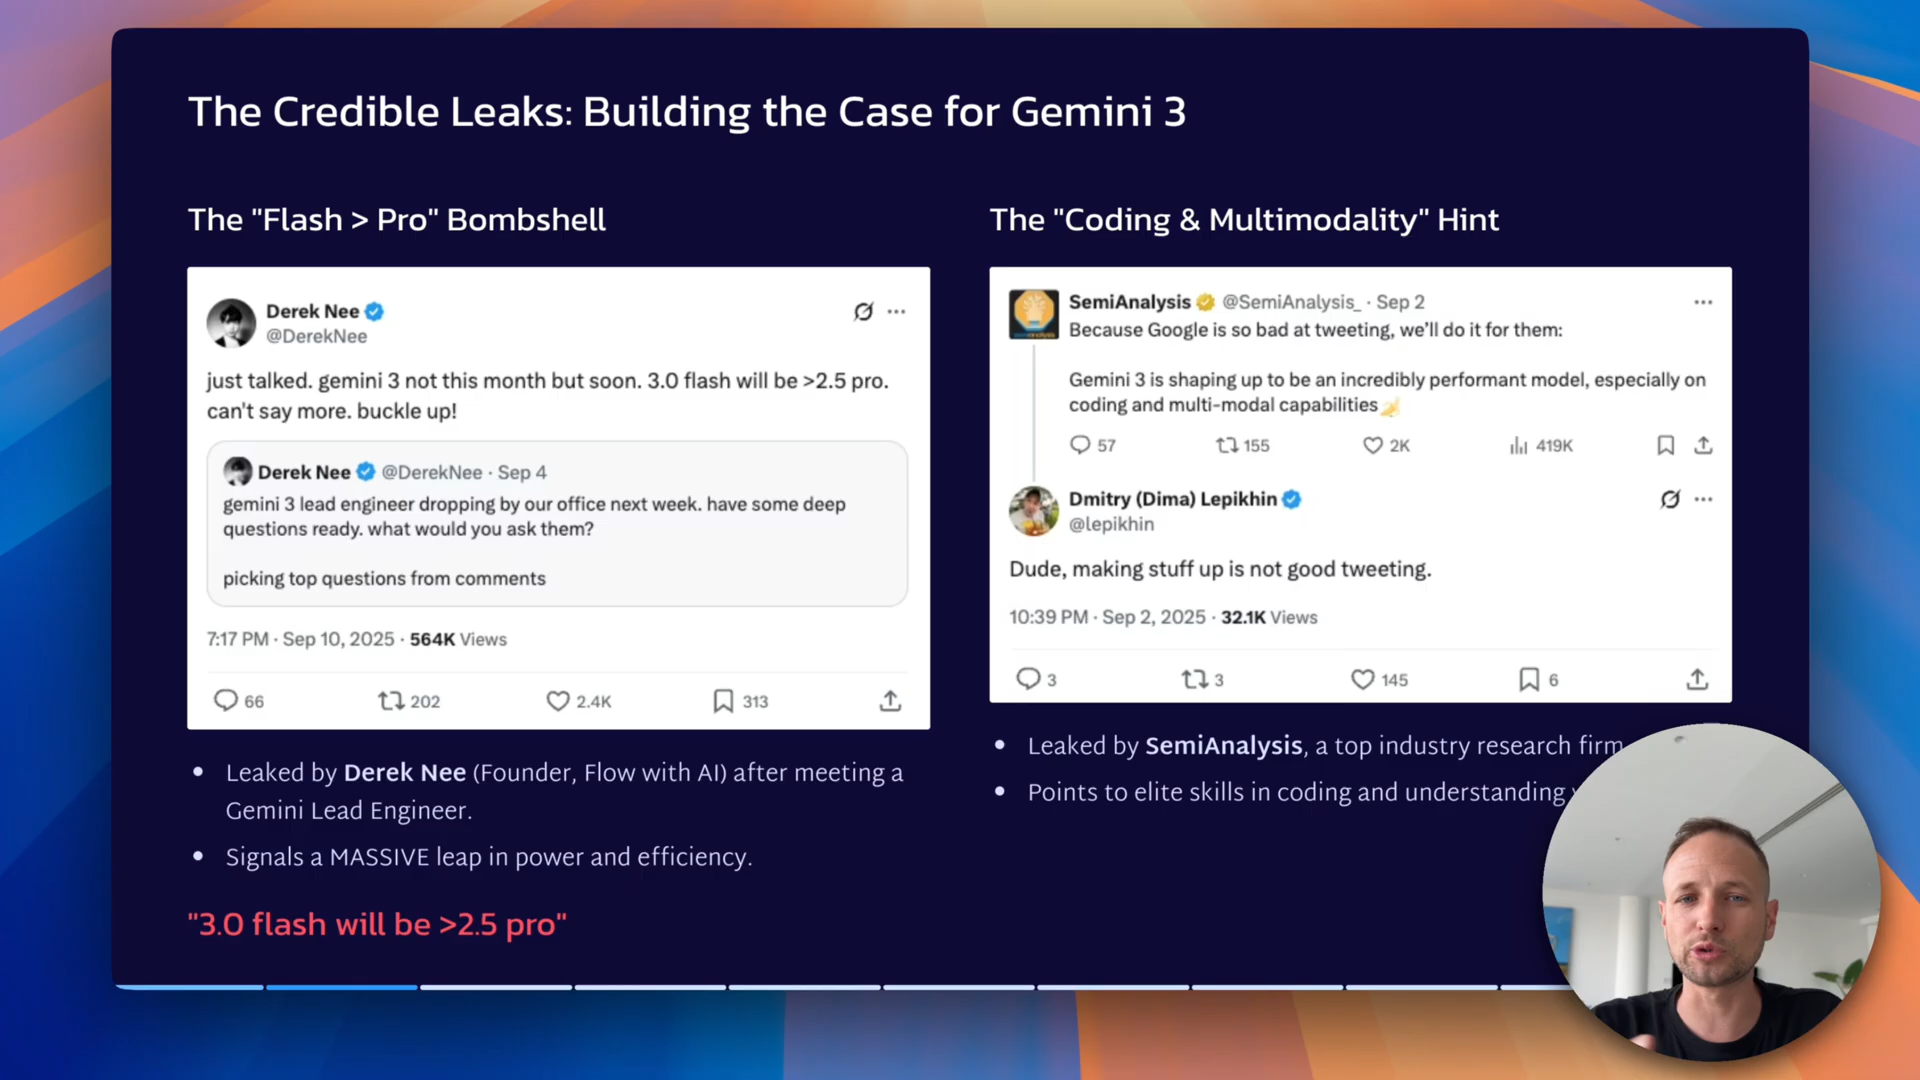 The Credible Leaks: Building the Case for Gemini 3
The "Flash > Pro" Bombshell
Derek Nee
@DerekNee
just talked. gemini 3 not this month but soon. 3.0 flash will be >2.5 pro.
can't say more. buckle up!
Derek Nee @DerekNee · Sep 4
gemini 3 lead engineer dropping by our office next week. have some deep
questions ready. what would you ask them?
picking top questions from comments
7:17 PM · Sep 10, 2025 · 564K Views
66 202 2.4K 313
Leaked by Derek Nee (Founder, Flow with AI) after meeting a
Gemini Lead Engineer.
Signals a MASSIVE leap in power and efficiency.
"3.0 flash will be >2.5 pro"
The "Coding & Multimodality" Hint
SemiAnalysis @SemiAnalysis_ · Sep 2
Because Google is so bad at tweeting, we'll do it for them:
Gemini 3 is shaping up to be an incredibly performant model, especially on
coding and multi-modal capabilities🍌
57 155 2K 419K
Dmitry (Dima) Lepikhin
@lepikhin
Dude, making stuff up is not good tweeting.
10:39 PM · Sep 2, 2025 · 32.1K Views
3 3 145 6
Leaked by SemiAnalysis, a top industry research firm
Points to elite skills in coding and understanding